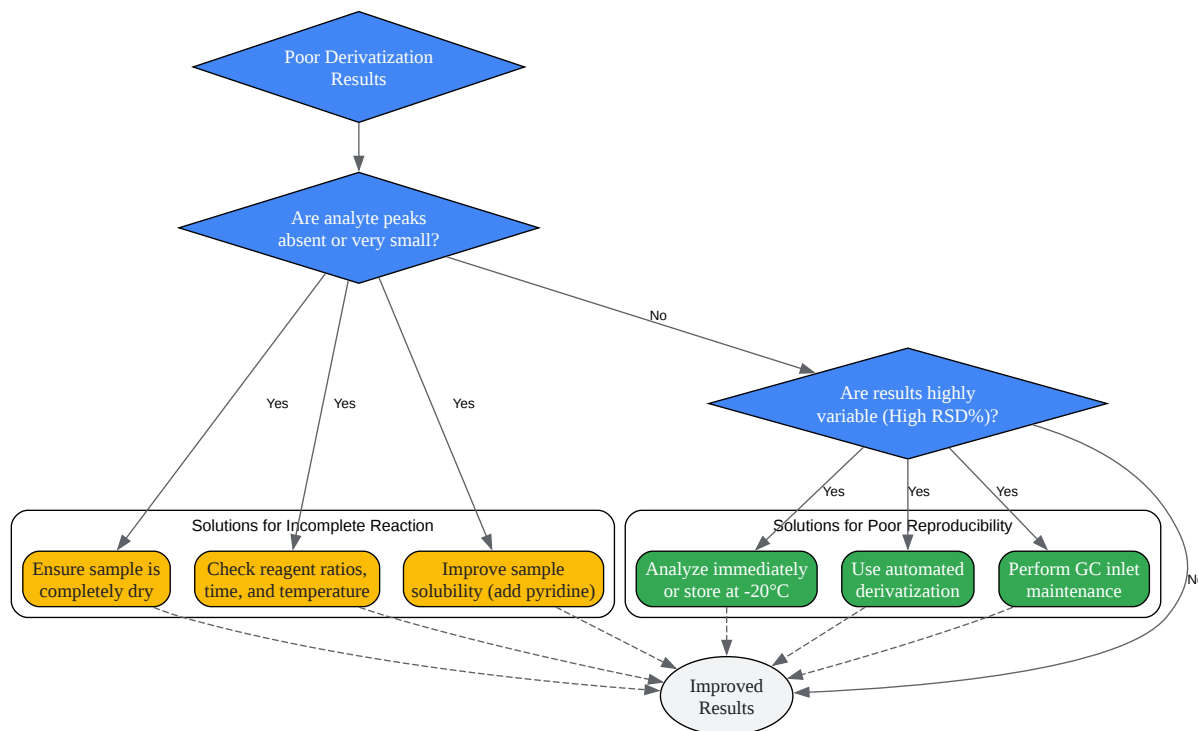 Poor Derivatization
Results
Are analyte peaks
absent or very small?
No
Are results highly
variable (High RSD%)?
Yes
Yes
Yes
Yes
Yes
Yes
Solutions for Incomplete Reaction
Solutions for Poor Reproducibility
Ensure sample is
completely dry
Check reagent ratios,
time, and temperature
Improve sample
solubility (add pyridine)
Analyze immediately
or store at -20°C
Use automated
derivatization
Perform GC inlet
maintenance
No
Improved
Results